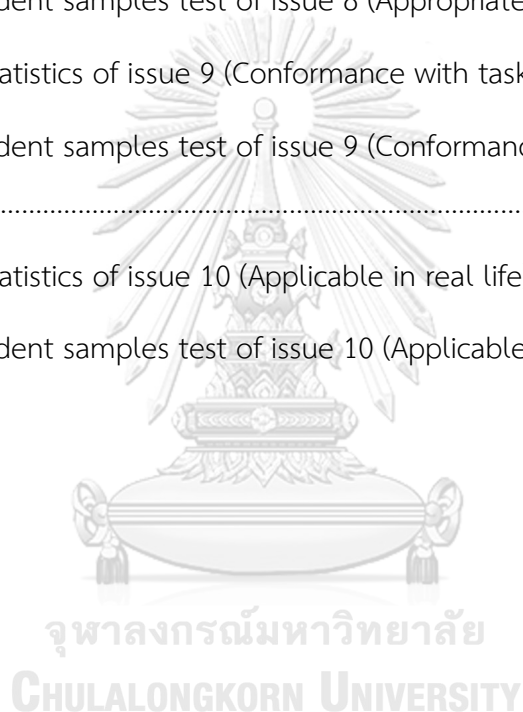 dent samples test of issue 8 (Appropriate
atistics of issue 9 (Conformance with task
dent samples test of issue 9 (Conformanc
................................................................................
atistics of issue 10 (Applicable in real life
dent samples test of issue 10 (Applicable
จุฬาลงกรณ์มหาวิทยาลัย
CHULALONGKORN UNIVERSITY